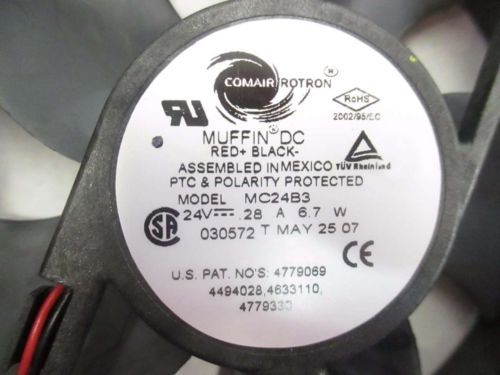 COMAIR ROTRON®
RoHS
2002/95/EC
MUFFIN® DC
RED+ BLACK-
ASSEMBLED IN MEXICO
TÜV Rheinland
PTC & POLARITY PROTECTED
MODEL MC24B3
24V .28 A 6.7 W
030572 T MAY 25 07
U.S. PAT. NO'S: 4779069
4494028,4633110,
4779330